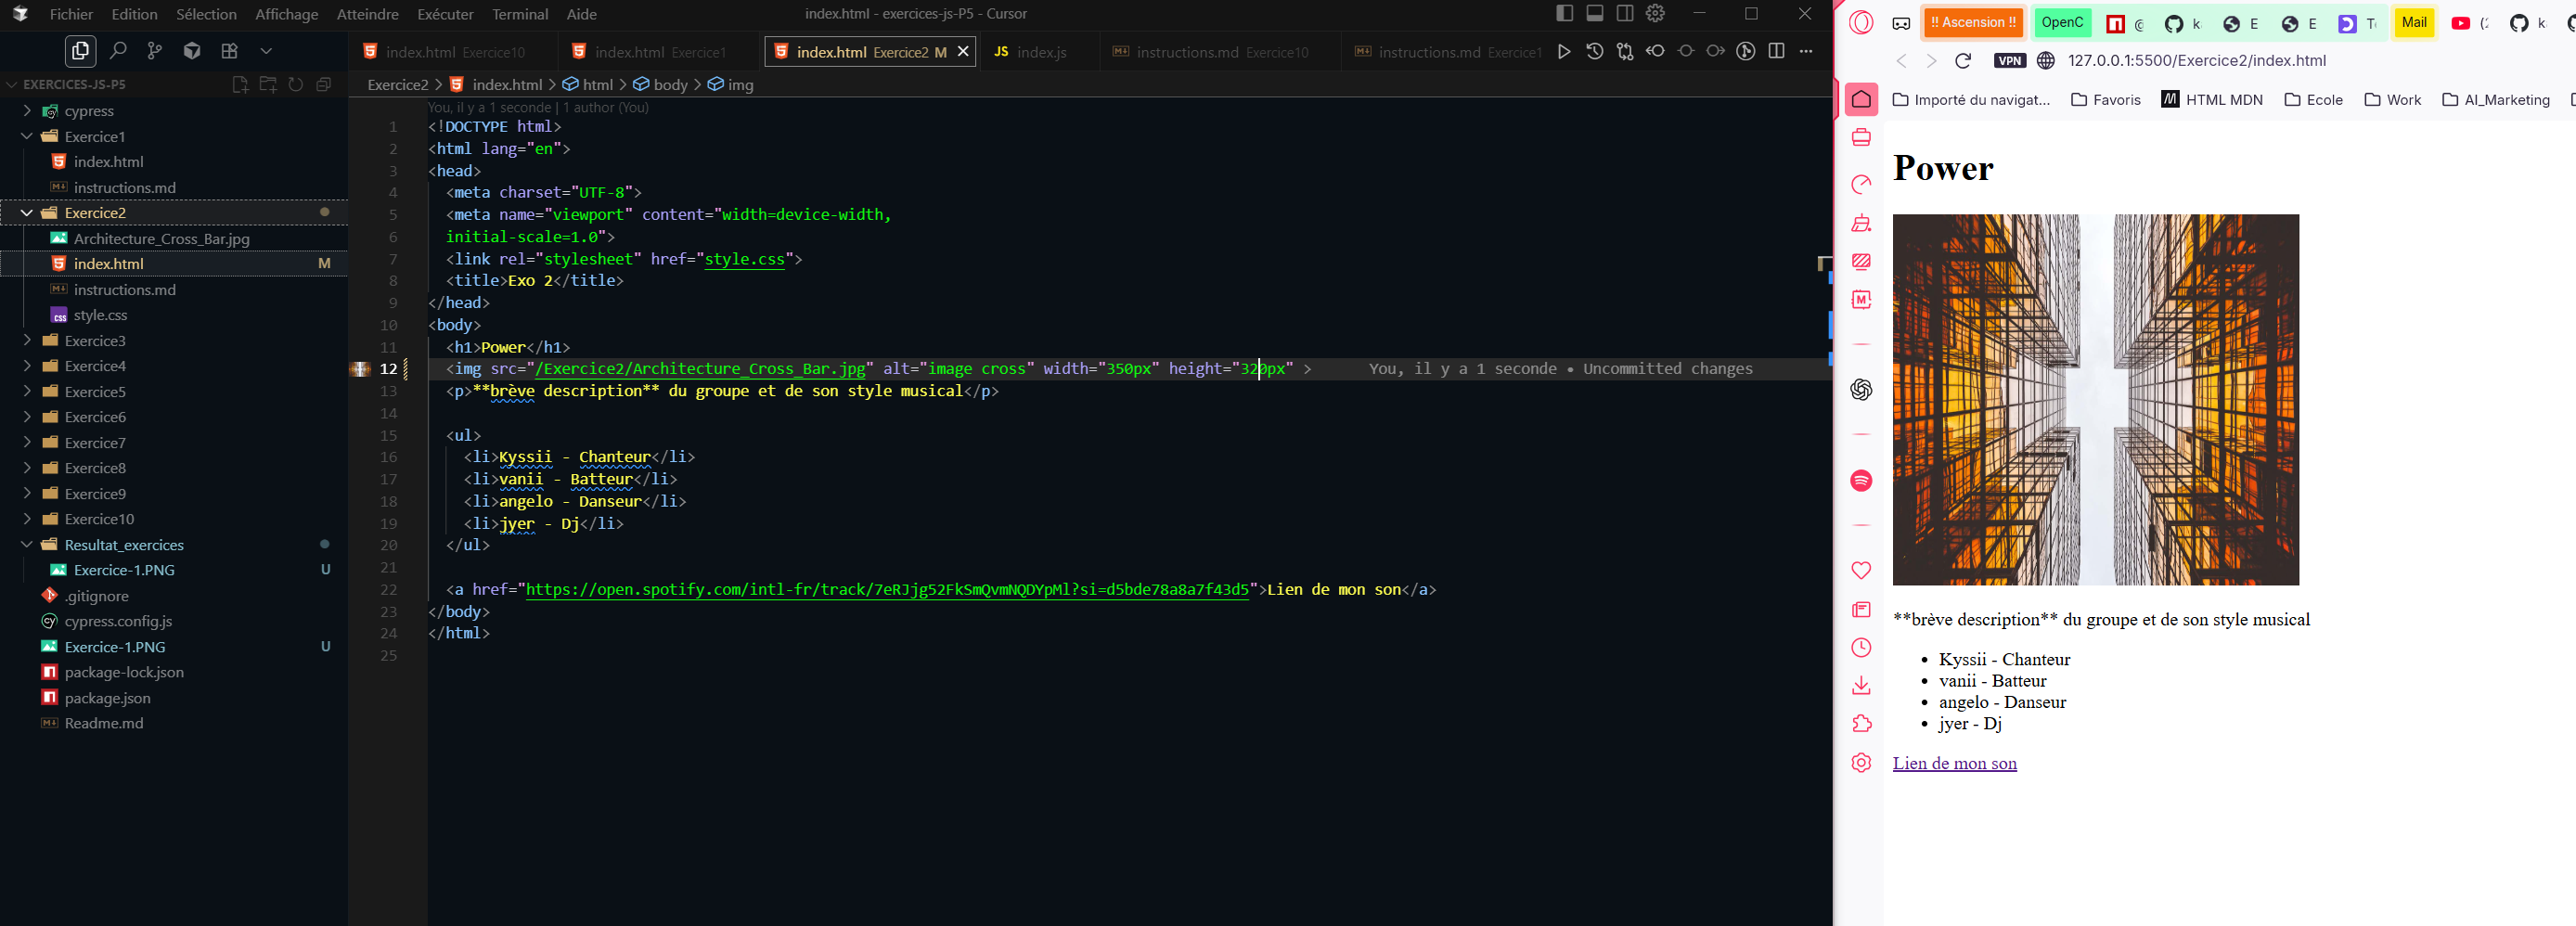 Fichier Edition Sélection Affichage Atteindre Exécuter Terminal Aide
index.html - exercices-js-P5 - Cursor
EXERCICES-JS-P5
cypress
Exercice1
index.html
instructions.md
Exercice2
Architecture_Cross_Bar.jpg
index.html M
instructions.md
style.css
Exercice3
Exercice4
Exercice5
Exercice6
Exercice7
Exercice8
Exercice9
Exercice10
Resultat_exercices
Exercice-1.PNG U
.gitignore
cypress.config.js
Exercice-1.PNG U
package-lock.json
package.json
Readme.md
index.html Exercice10 index.html Exercice1 index.html Exercice2 M JS index.js instructions.md Exercice10 instructions.md Exercice1
Exercice2 > index.html > html > body > img
You, il y a 1 seconde | 1 author (You)
1 <!DOCTYPE html>
2 <html lang="en">
3 <head>
4 <meta charset="UTF-8">
5 <meta name="viewport" content="width=device-width,
6 initial-scale=1.0">
7 <link rel="stylesheet" href="style.css">
8 <title>Exo 2</title>
9 </head>
10 <body>
11 <h1>Power</h1>
12 <img src="/Exercice2/Architecture_Cross_Bar.jpg" alt="image cross" width="350px" height="320px" > You, il y a 1 seconde • Uncommitted changes
13 <p>**brève description** du groupe et de son style musical</p>
14
15 <ul>
16 <li>Kyssii - Chanteur</li>
17 <li>vanii - Batteur</li>
18 <li>angelo - Danseur</li>
19 <li>jyer - Dj</li>
20 </ul>
21
22 <a href="https://open.spotify.com/intl-fr/track/7eRJjg52FkSmQvmNQDYpMl?si=d5bde78a8a7f43d5">Lien de mon son</a>
23 </body>
24 </html>
25
!! Ascension !! OpenC @ k E E T Mail (2 k
VPN 127.0.0.1:5500/Exercice2/index.html
Importé du navigat... Favoris HTML MDN Ecole Work AI_Marketing
Power
**brève description** du groupe et de son style musical
• Kyssii - Chanteur
• vanii - Batteur
• angelo - Danseur
• jyer - Dj
Lien de mon son